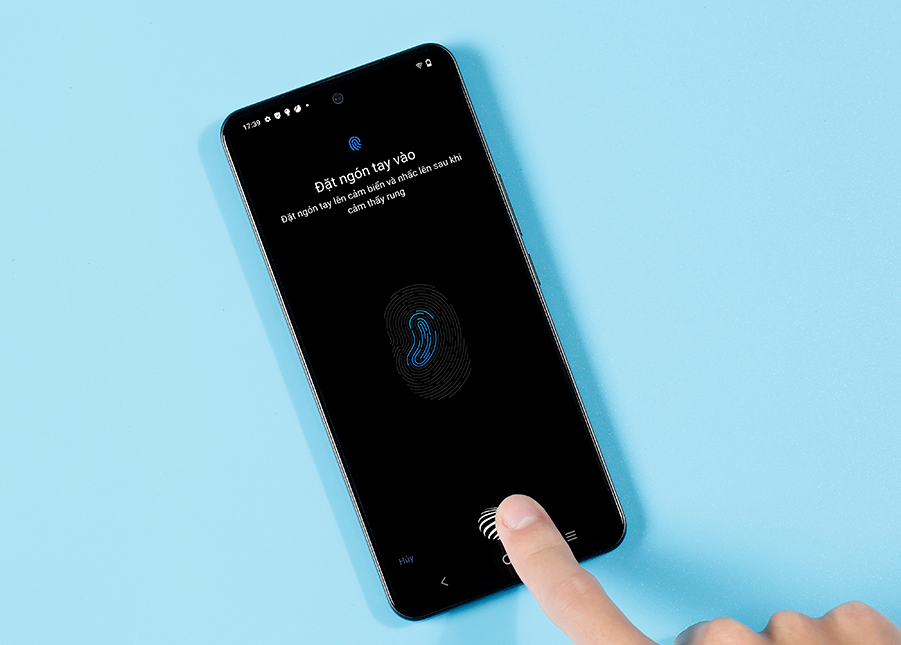 17:39
Đặt ngón tay vào
Đặt ngón tay lên cảm biến và nhấc lên sau khi
cảm thấy rung
Hủy